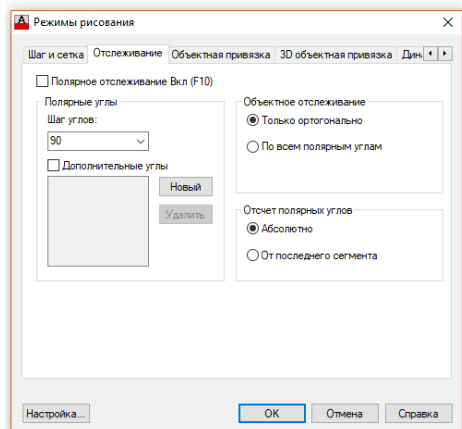 Режимы рисования
Шаг и сетка Отслеживание Объектная привязка 3D объектная привязка Дин
Полярное отслеживание Вкл (F10)
Полярные углы
Шаг углов:
90
Дополнительные углы
Новый
Удалить
Объектное отслеживание
Только ортогонально
По всем полярным углам
Отсчет полярных углов
Абсолютно
От последнего сегмента
Настройка... ОК Отмена Справка